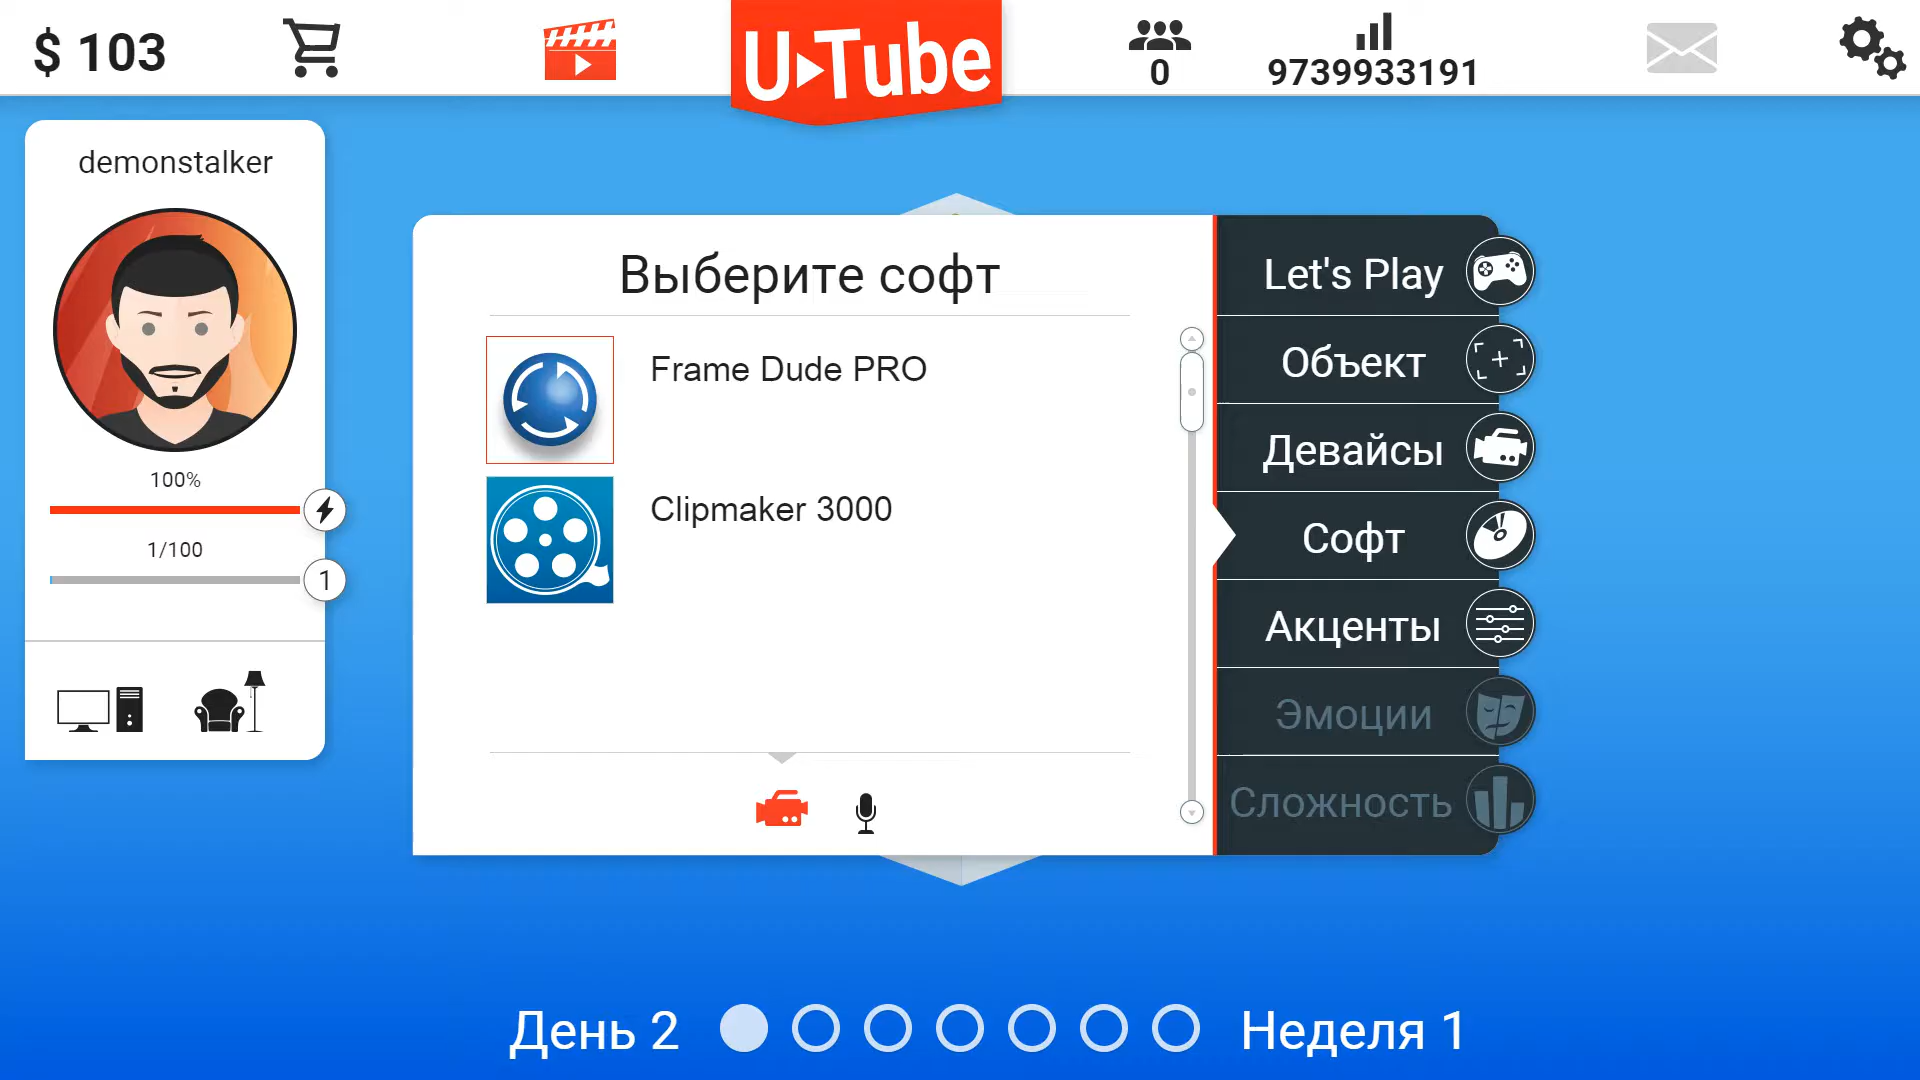 $ 103
U Tube
0
9739933191
demonstalker
100%
1/100
1
Выберите софт
Frame Dude PRO
Clipmaker 3000
Let's Play
Объект
Девайсы
Софт
Акценты
Эмоции
Сложность
День 2
Неделя 1